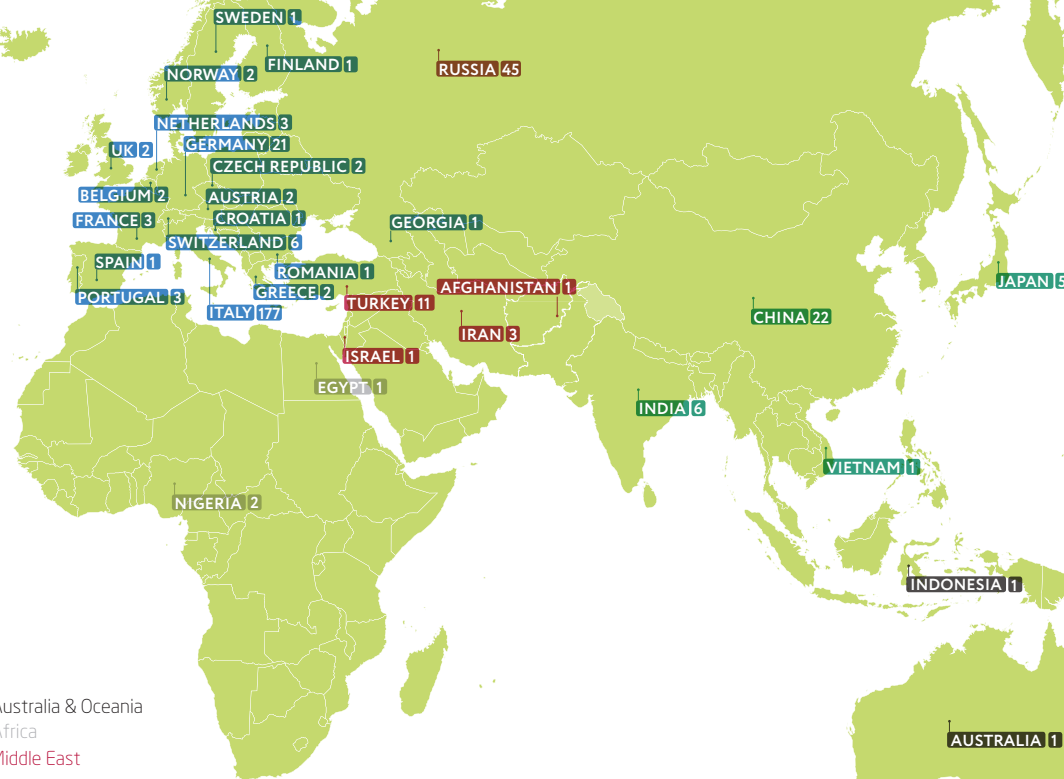 SWEDEN 1
FINLAND 1
RUSSIA 45
NORWAY 2
NETHERLANDS 3
UK 2
GERMANY 21
CZECH REPUBLIC 2
BELGIUM 2
AUSTRIA 2
FRANCE 3
CROATIA 1
GEORGIA 1
SWITZERLAND 6
SPAIN 1
ROMANIA 1
JAPAN 5
PORTUGAL 3
GREECE 2
AFGHANISTAN 1
TURKEY 11
ITALY 177
CHINA 22
IRAN 3
ISRAEL 1
EGYPT 1
INDIA 6
VIETNAM 1
NIGERIA 2
INDONESIA 1
Australia & Oceania
Africa
Middle East
AUSTRALIA 1